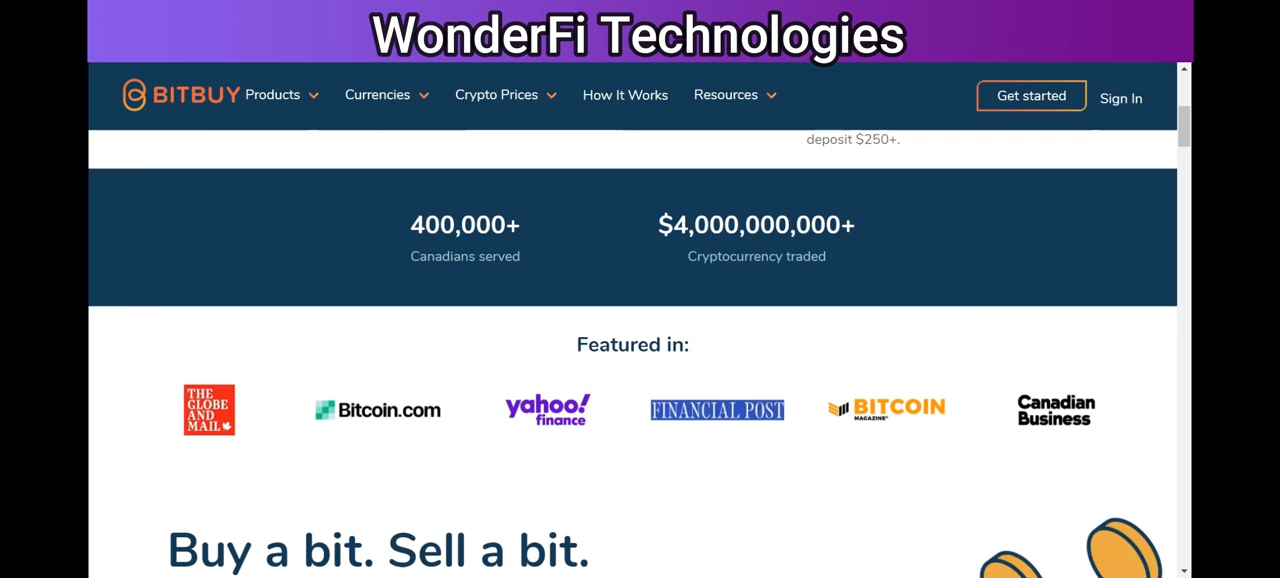 WonderFi Technologies
BITBUY Products Currencies Crypto Prices How It Works Resources Get started Sign In
deposit $250+.
400,000+ $4,000,000,000+
Canadians served Cryptocurrency traded
Featured in:
THE
GLOBE
AND
MAIL
Bitcoin.com
yahoo!
finance
FINANCIAL POST
BITCOIN
MAGAZINE
Canadian
Business
Buy a bit. Sell a bit.